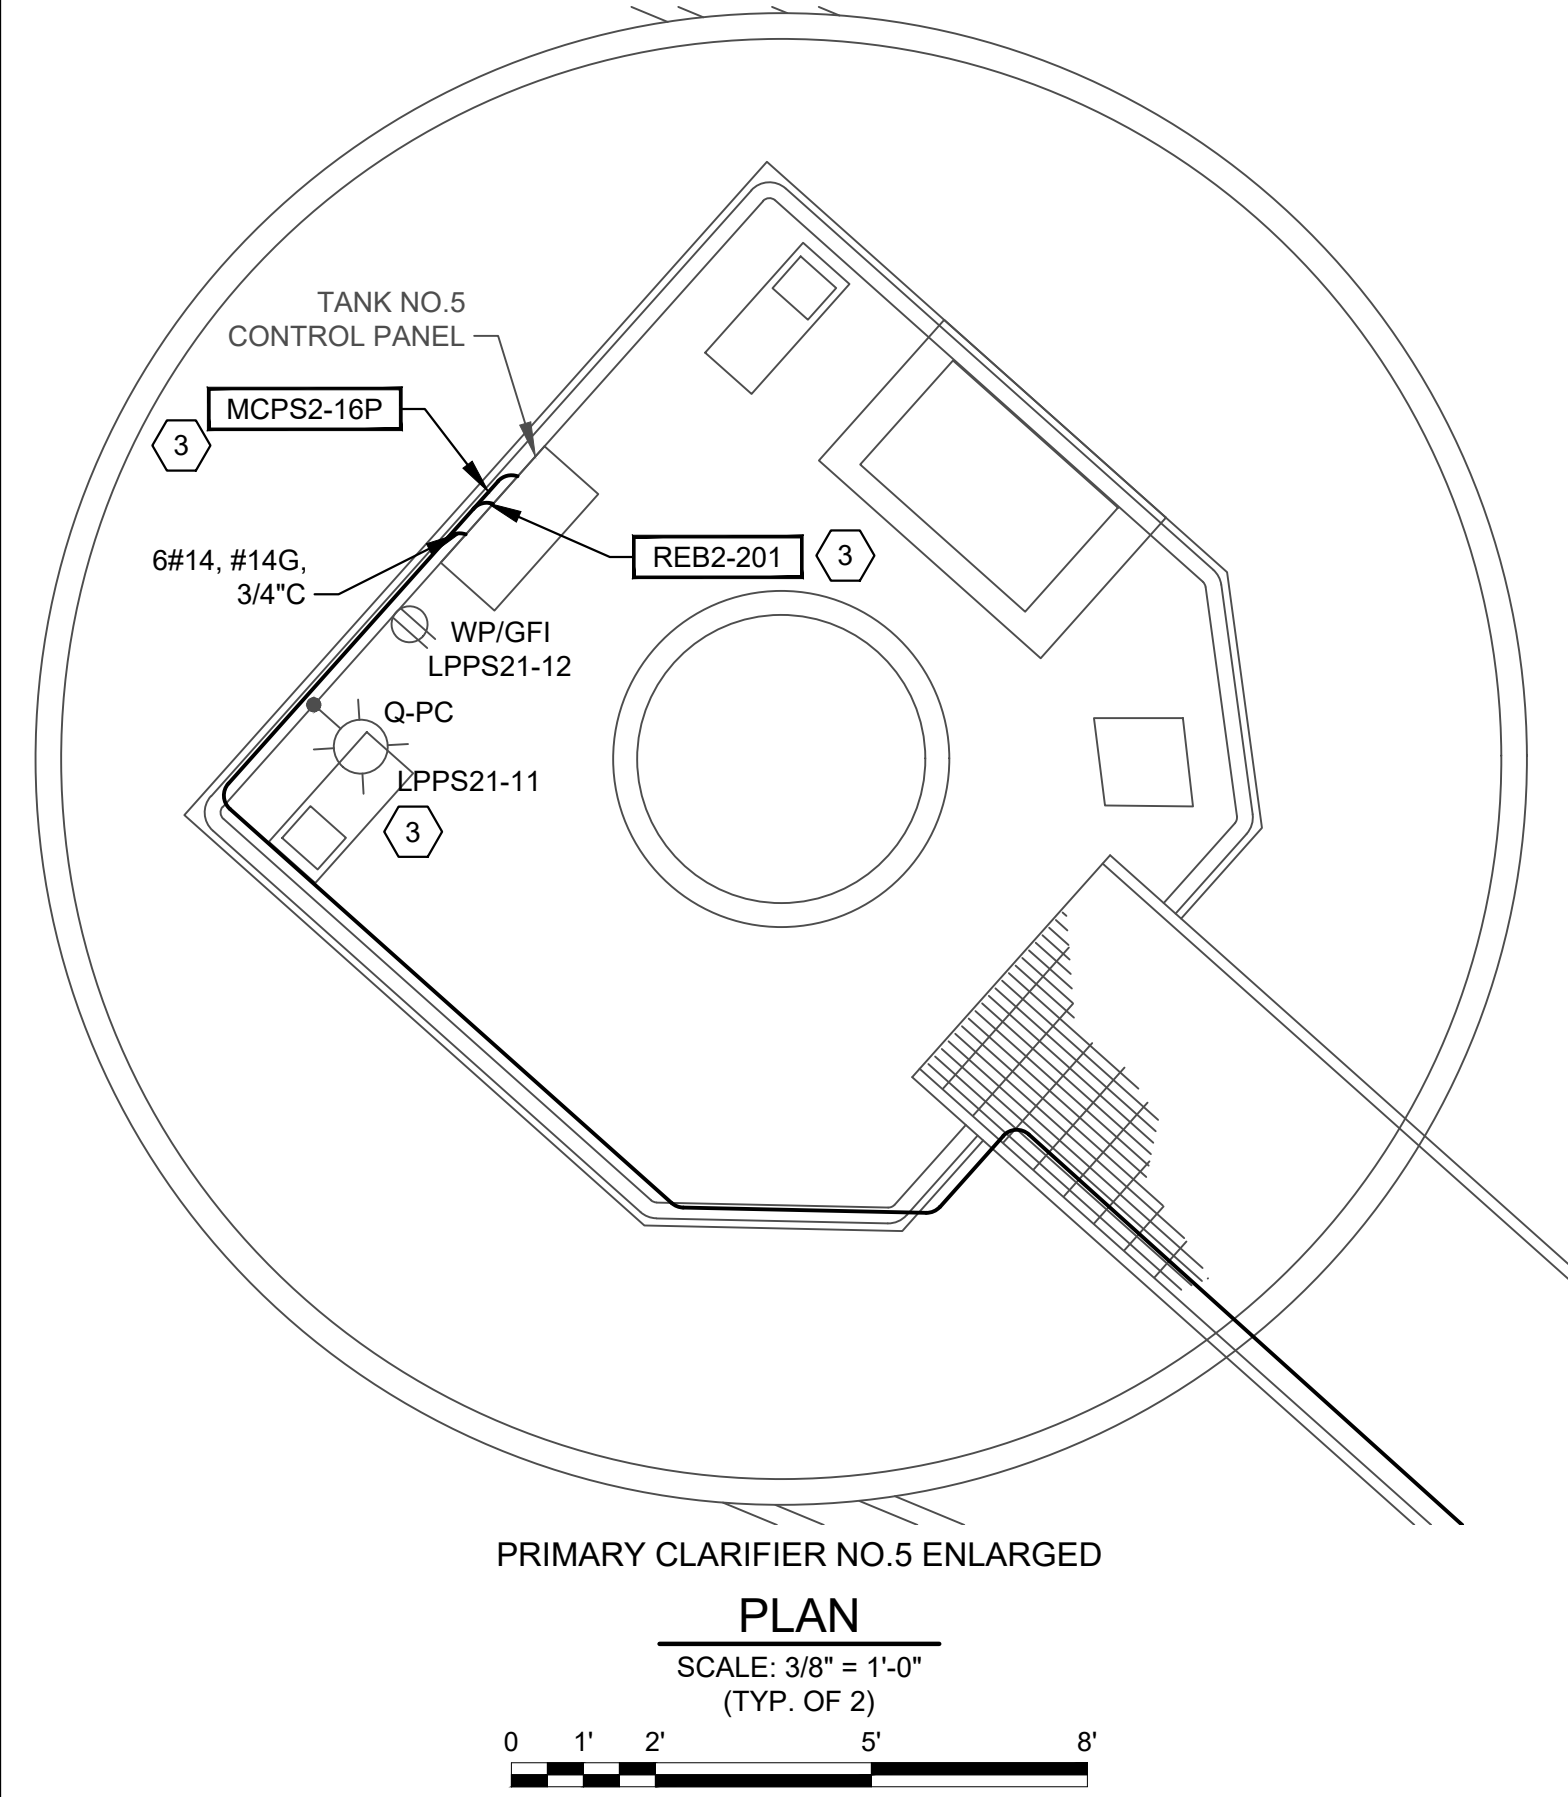 TANK NO.5
CONTROL PANEL
MCPS2-16P
3
6#14, #14G,
3/4"C
REB2-201
3
WP/GFI
LPPS21-12
Q-PC
LPPS21-11
3
PRIMARY CLARIFIER NO.5 ENLARGED
PLAN
SCALE: 3/8" = 1'-0"
(TYP. OF 2)
0 1' 2' 5' 8'